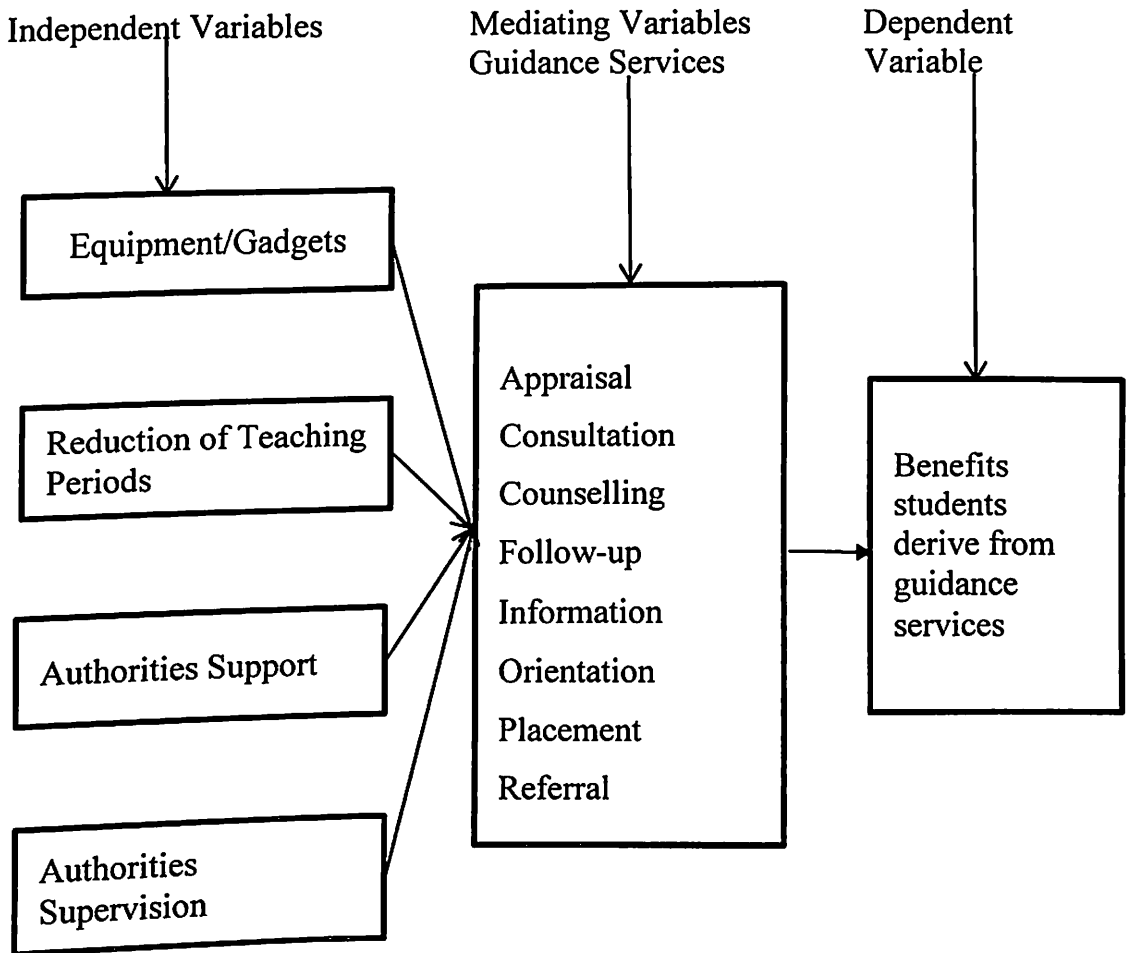 Independent Variables
Mediating Variables
Guidance Services
Dependent
Variable
Equipment/Gadgets
Reduction of Teaching
Periods
Authorities Support
Authorities
Supervision
Appraisal
Consultation
Counselling
Follow-up
Information
Orientation
Placement
Referral
Benefits
students
derive from
guidance
services